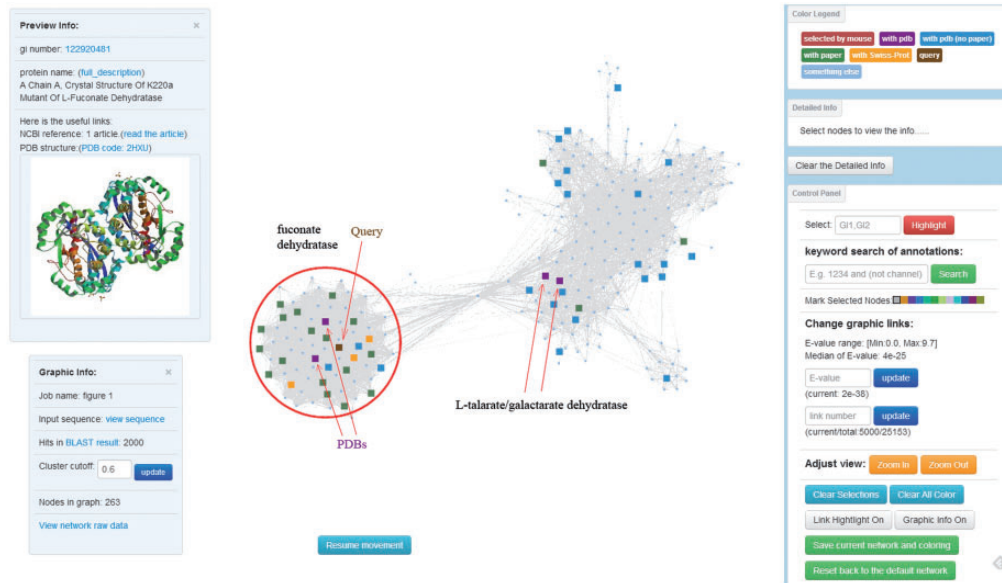 Preview Info: ×
gi number: 122920481
protein name: (full_description)
A Chain A, Crystal Structure Of K220a
Mutant Of L-Fuconate Dehydratase
Here is the useful links:
NCBI reference: 1 article.(read the article)
PDB structure:(PDB code: 2HXU)
Graphic Info: ×
Job name: figure 1
Input sequence: view sequence
Hits in BLAST result: 2000
Cluster cutoff: 0.6 update
Nodes in graph: 263
View network raw data
fuconate
dehydratase
Query
PDBs
L-talarate/galactarate dehydratase
Resume movement
Color Legend
selected by mouse with pdb with pdb (no paper)
with paper with Swiss-Prot query
something else
Detailed Info
Select nodes to view the info......
Clear the Detailed Info
Control Panel
Select: GI1,GI2 Highlight
keyword search of annotations:
E.g. 1234 and (not channel) Search
Mark Selected Nodes:
Change graphic links:
E-value range: [Min:0.0, Max:9.7]
Median of E-value: 4e-25
E-value update
(current: 2e-38)
link number update
(current/total:5000/25153)
Adjust view: Zoom In Zoom Out
Clear Selections Clear All Color
Link Hightlight On Graphic Info On
Save current network and coloring
Reset back to the default network